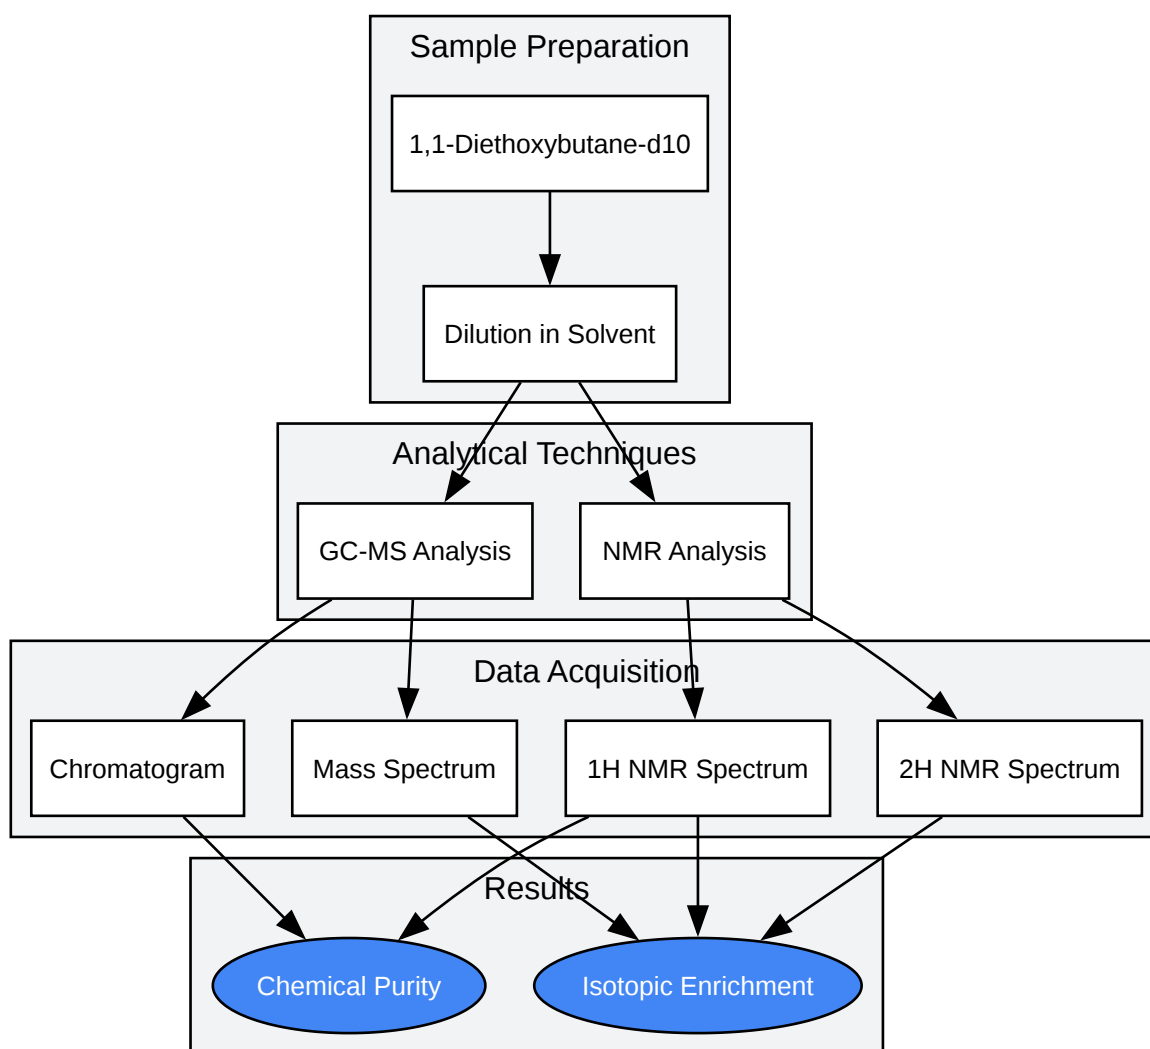 Sample Preparation
1,1-Diethoxybutane-d10
Dilution in Solvent
Analytical Techniques
GC-MS Analysis
NMR Analysis
Data Acquisition
Chromatogram
Mass Spectrum
1H NMR Spectrum
2H NMR Spectrum
Results
Chemical Purity
Isotopic Enrichment